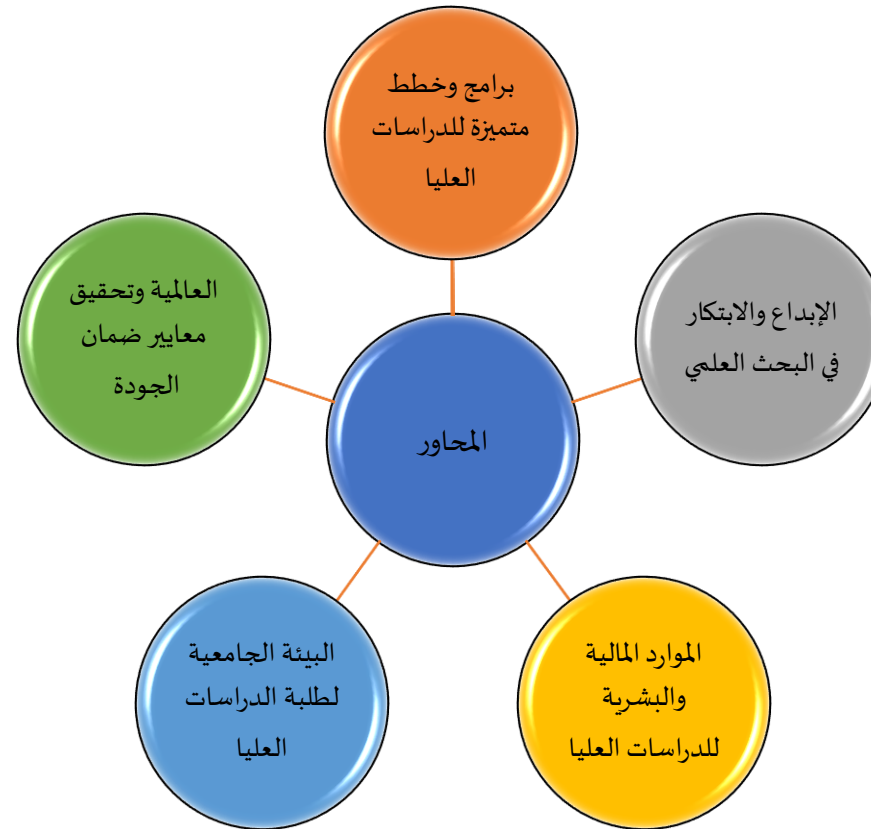 برامج وخطط
متميزة للدراسات
العليا
الإبداع والابتكار
في البحث العلمي
الموارد المالية
والبشرية
للدراسات العليا
البيئة الجامعية
لطلبة الدراسات
العليا
العالمية وتحقيق
معايير ضمان
الجودة
المحاور